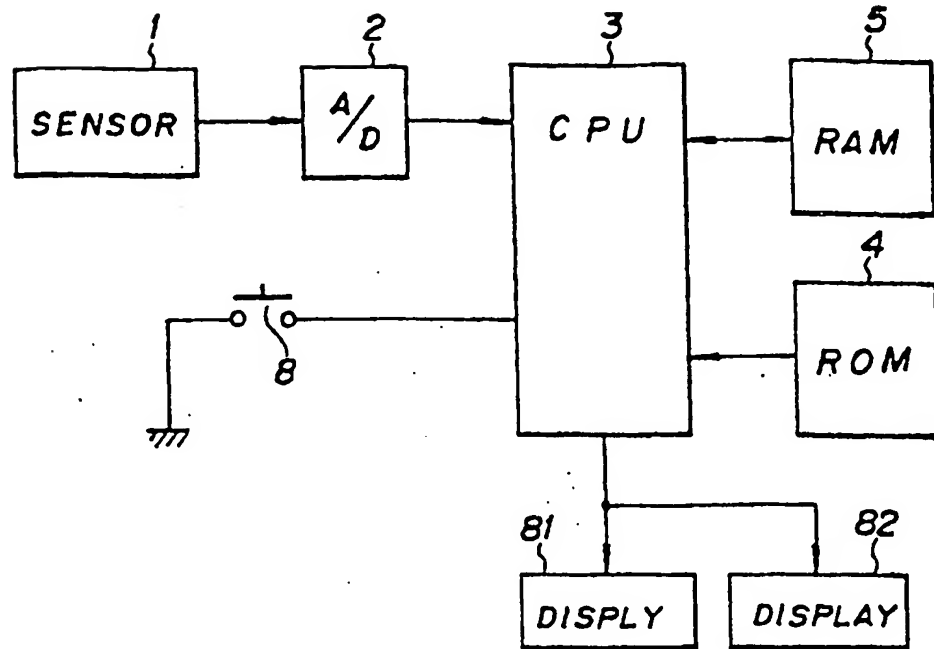 1
2
3
5
SENSOR
A/D
CPU
RAM
4
8
ROM
81
82
DISPLY
DISPLAY